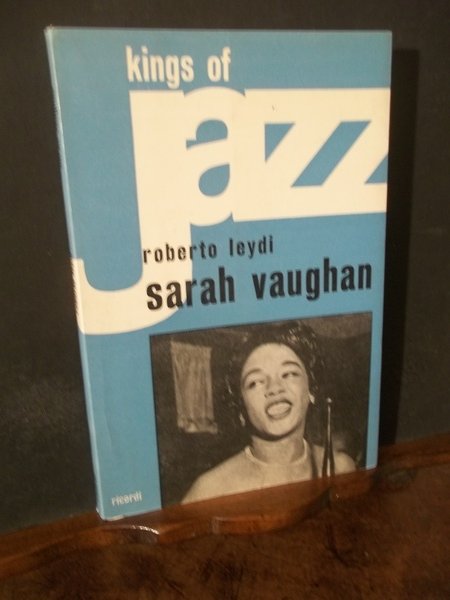 kings of
jazz
roberto leydi
sarah vaughan
ricordi